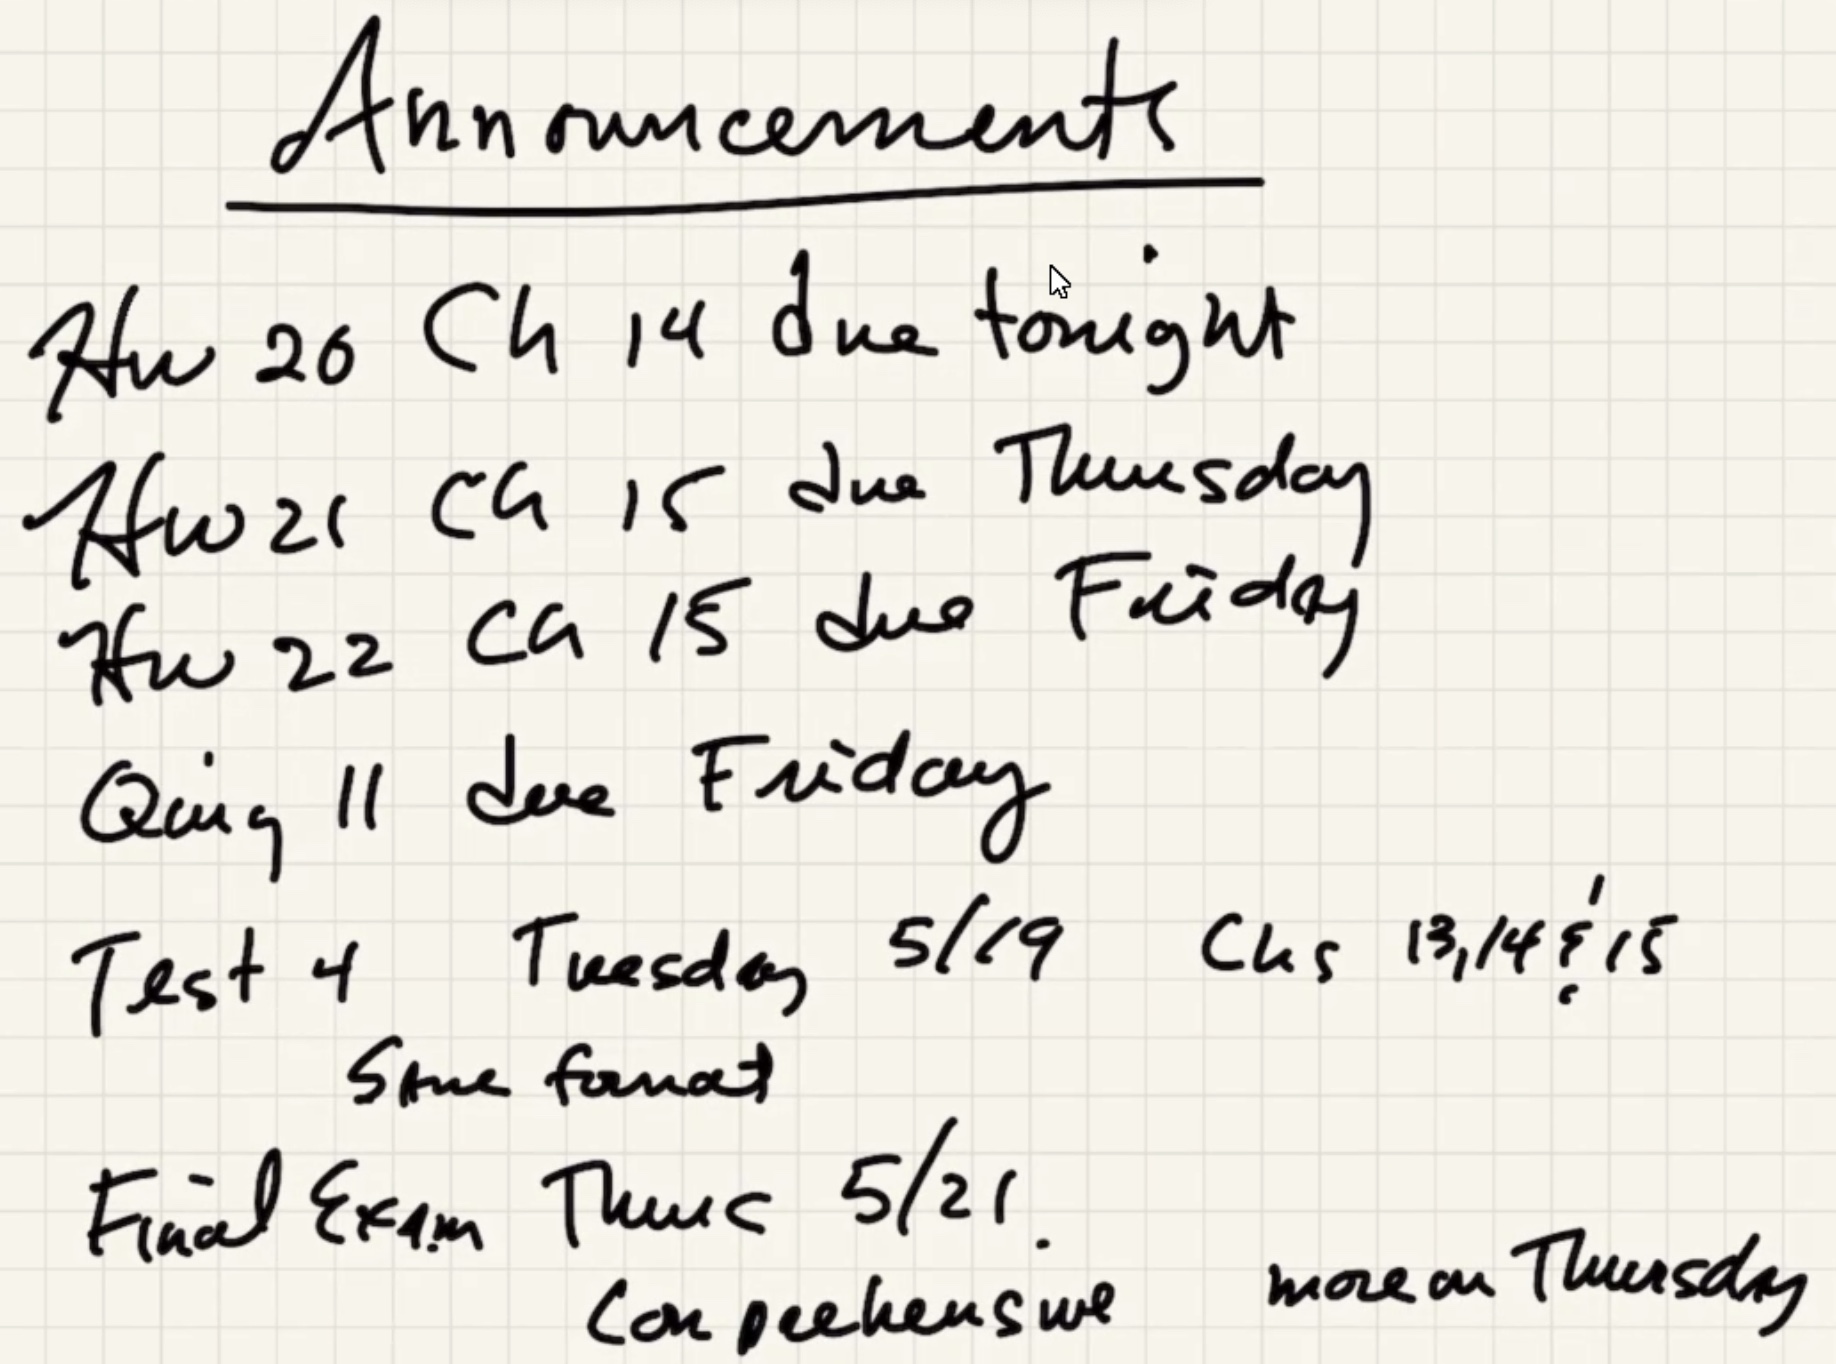 Announcements
Hw 20 Ch 14 due tonight
Hw 21 Ch 15 due Thursday
Hw 22 Ch 15 due Friday
Quiz 11 due Friday
Test 4 Tuesday 5/19 Chs 13, 14 & 15
Same format
Final Exam Thurs 5/21.
Comprehensive more on Thursday